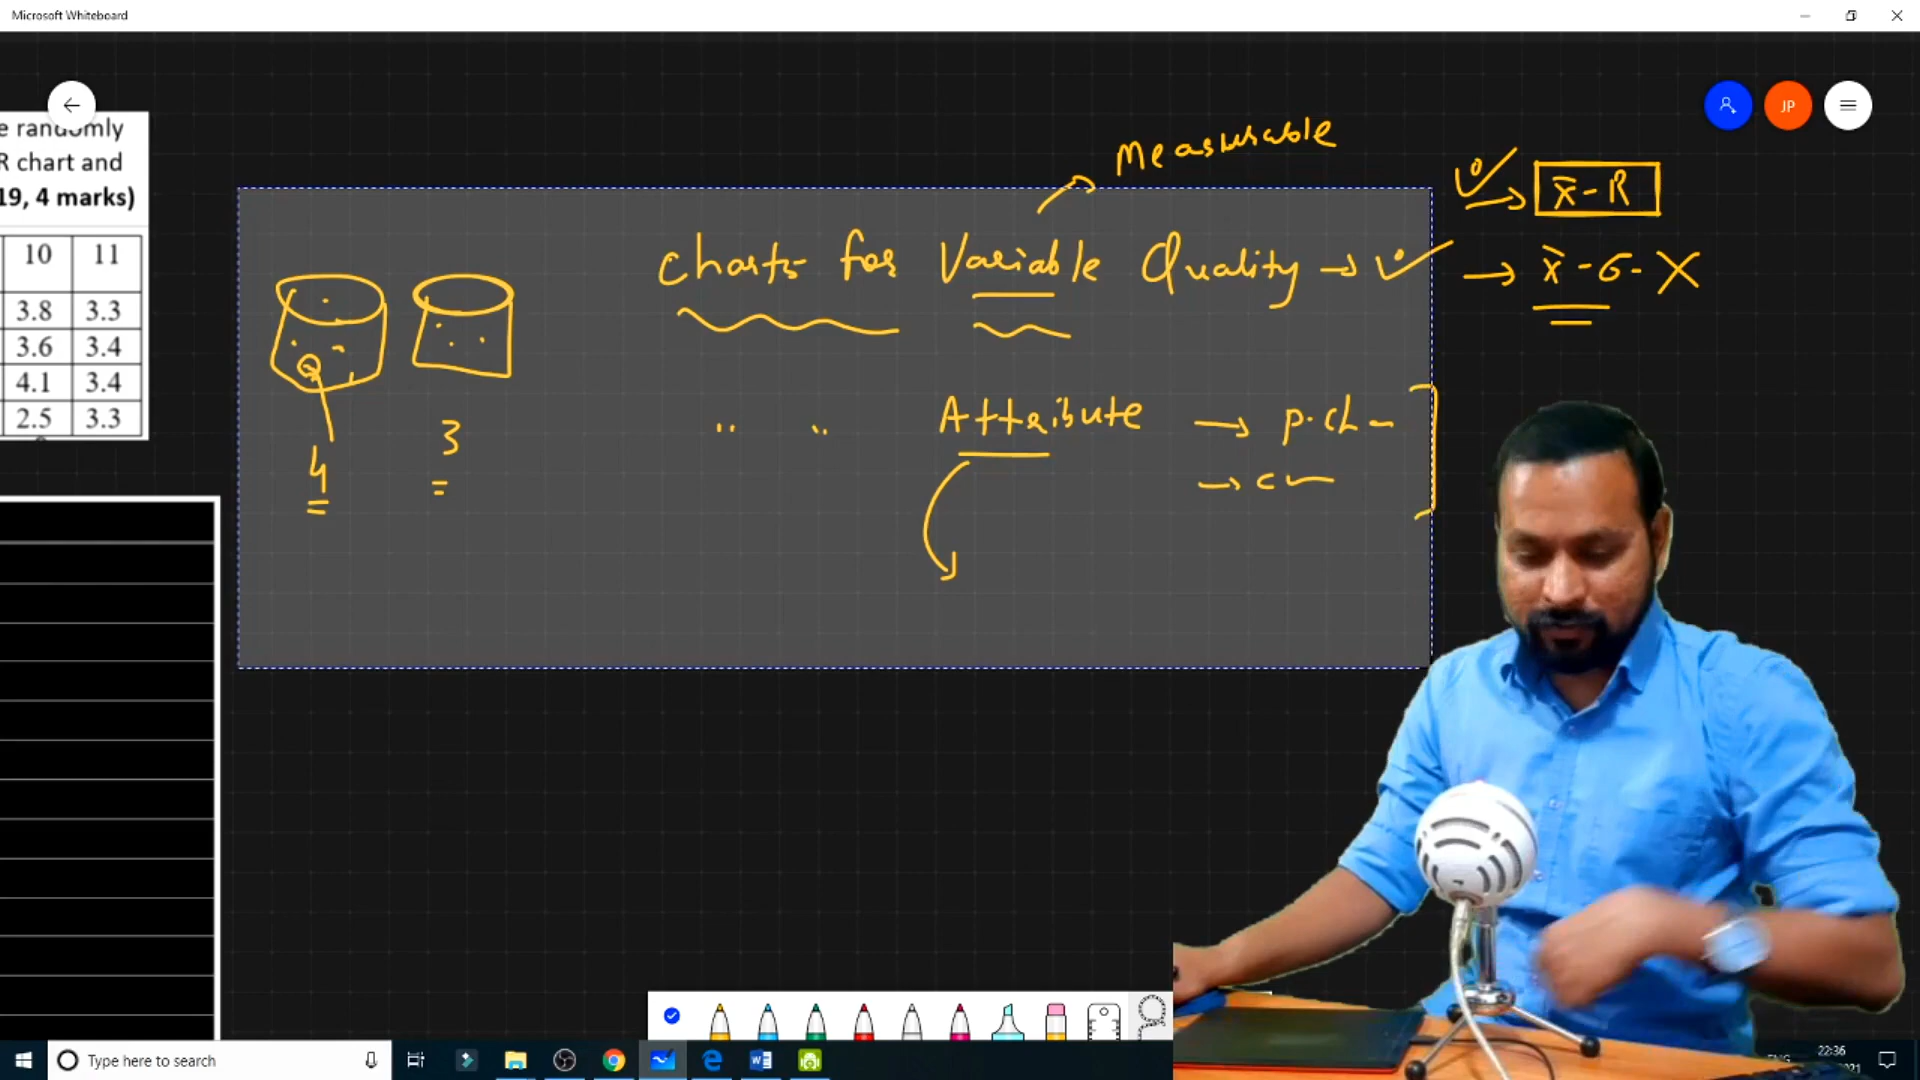 Microsoft Whiteboard
e randomly
R chart and
19, 4 marks)
10 11
3.8 3.3
3.6 3.4
4.1 3.4
2.5 3.3
JP
Measurable
Charts for Variable Quality → ✓
→ x̄ - R
→ x̄ - σ - X
" " Attribute → p.ch
→ c
4
3
Type here to search
22:36